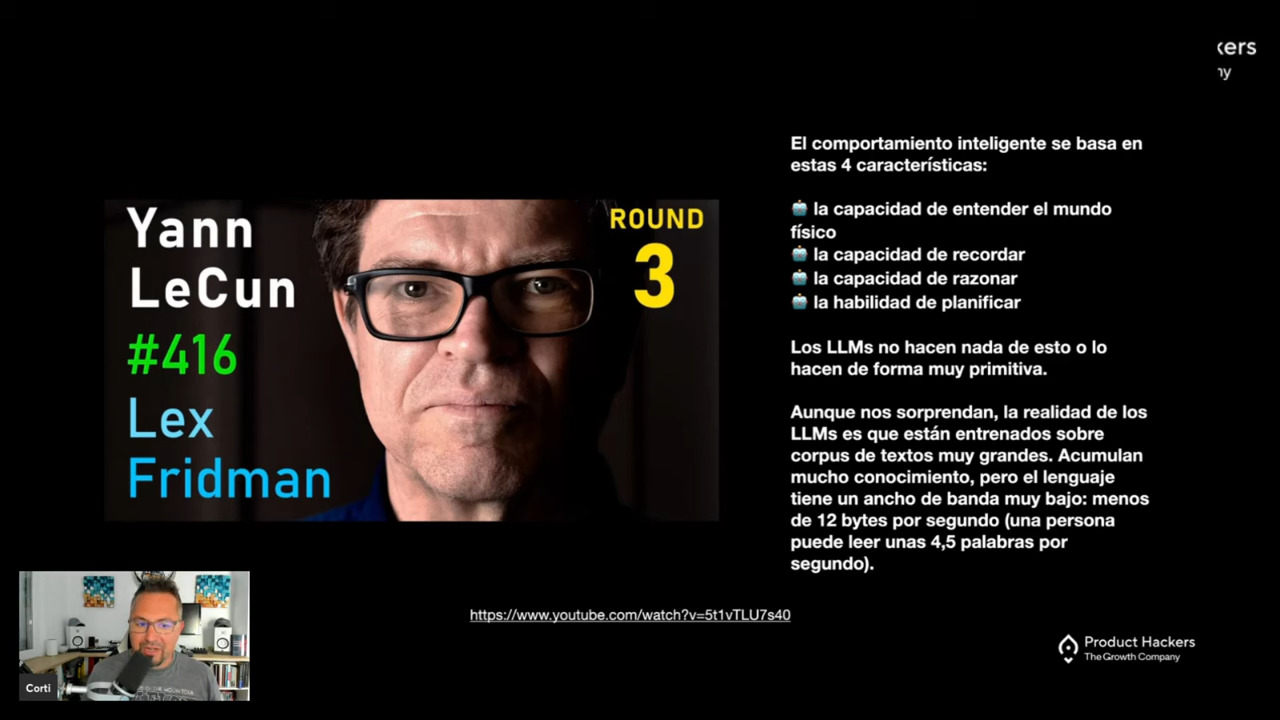 kers
ny
Yann
LeCun
#416
Lex
Fridman
ROUND
3
El comportamiento inteligente se basa en
estas 4 características:
la capacidad de entender el mundo
físico
la capacidad de recordar
la capacidad de razonar
la habilidad de planificar
Los LLMs no hacen nada de esto o lo
hacen de forma muy primitiva.
Aunque nos sorprendan, la realidad de los
LLMs es que están entrenados sobre
corpus de textos muy grandes. Acumulan
mucho conocimiento, pero el lenguaje
tiene un ancho de banda muy bajo: menos
de 12 bytes por segundo (una persona
puede leer unas 4,5 palabras por
segundo).
https://www.youtube.com/watch?v=5t1vTLU7s40
Corti
Product Hackers
The Growth Company